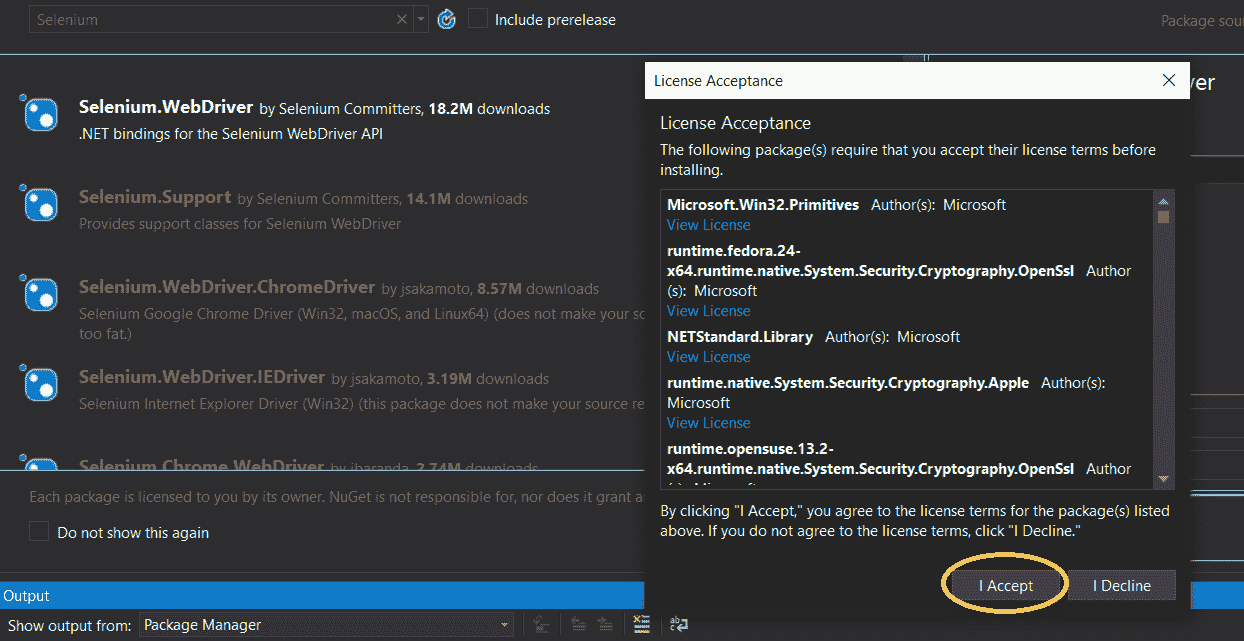 Selenium
Include prerelease
Package sou
Selenium.WebDriver by Selenium Committers, 18.2M downloads
.NET bindings for the Selenium WebDriver API
Selenium.Support by Selenium Committers, 14.1M downloads
Provides support classes for Selenium WebDriver
Selenium.WebDriver.ChromeDriver by jsakamoto, 8.57M downloads
Selenium Google Chrome Driver (Win32, macOS, and Linux64) (does not make your so
too fat.)
Selenium.WebDriver.IEDriver by jsakamoto, 3.19M downloads
Selenium Internet Explorer Driver (Win32) (this package does not make your source re
Selenium.Chrome.WebDriver by jbaranda, 2.74M downloads
Each package is licensed to you by its owner. NuGet is not responsible for, nor does it grant a
Do not show this again
Output
Show output from: Package Manager
ver
License Acceptance
License Acceptance
The following package(s) require that you accept their license terms before
installing.
Microsoft.Win32.Primitives Author(s): Microsoft
View License
runtime.fedora.24-
x64.runtime.native.System.Security.Cryptography.OpenSsl Author
(s): Microsoft
View License
NETStandard.Library Author(s): Microsoft
View License
runtime.native.System.Security.Cryptography.Apple Author(s):
Microsoft
View License
runtime.opensuse.13.2-
x64.runtime.native.System.Security.Cryptography.OpenSsl Author
By clicking "I Accept," you agree to the license terms for the package(s) listed
above. If you do not agree to the license terms, click "I Decline."
I Accept
I Decline